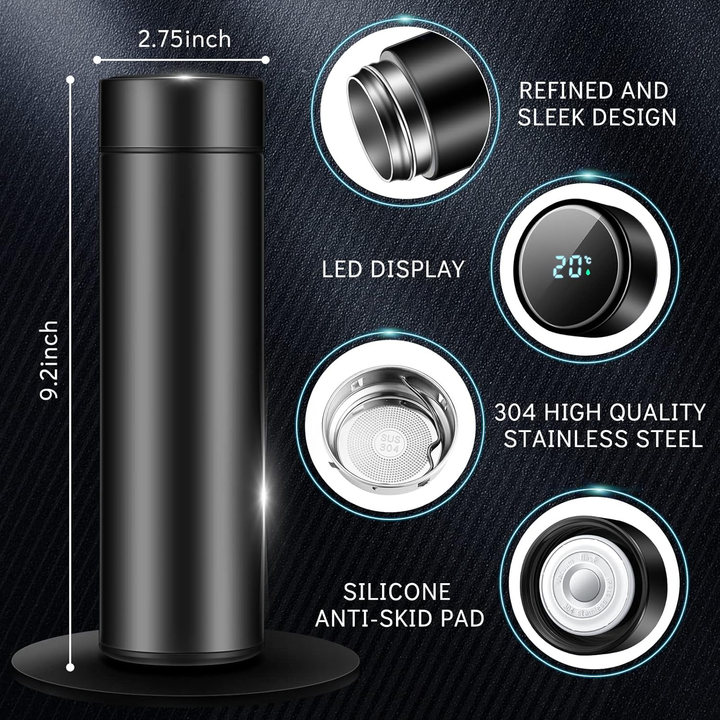 2.75inch
9.2inch
REFINED AND
SLEEK DESIGN
LED DISPLAY
20℃
SUS
304
304 HIGH QUALITY
STAINLESS STEEL
SILICONE
ANTI-SKID PAD